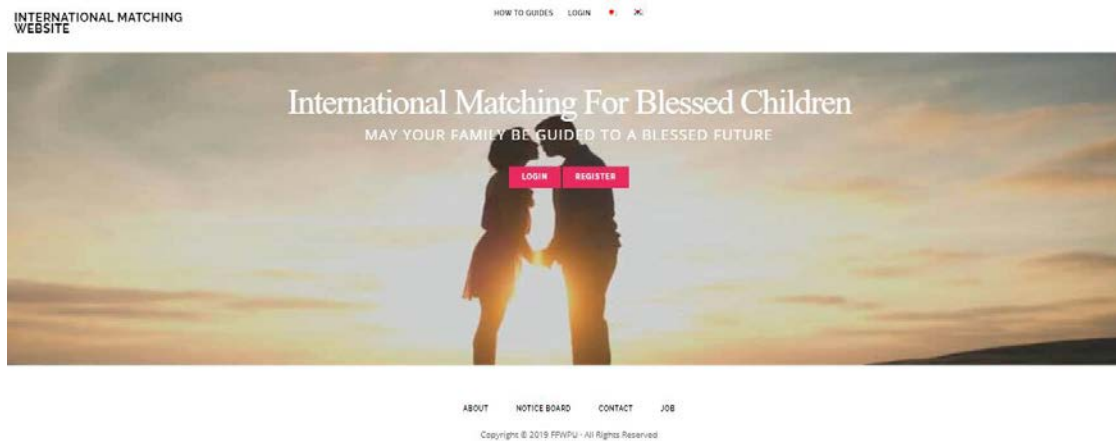 INTERNATIONAL MATCHING
WEBSITE
HOW TO GUIDES LOGIN
International Matching For Blessed Children
MAY YOUR FAMILY BE GUIDED TO A BLESSED FUTURE
LOGIN REGISTER
ABOUT NOTICE BOARD CONTACT JOB
Copyright © 2019 FFWPU - All Rights Reserved